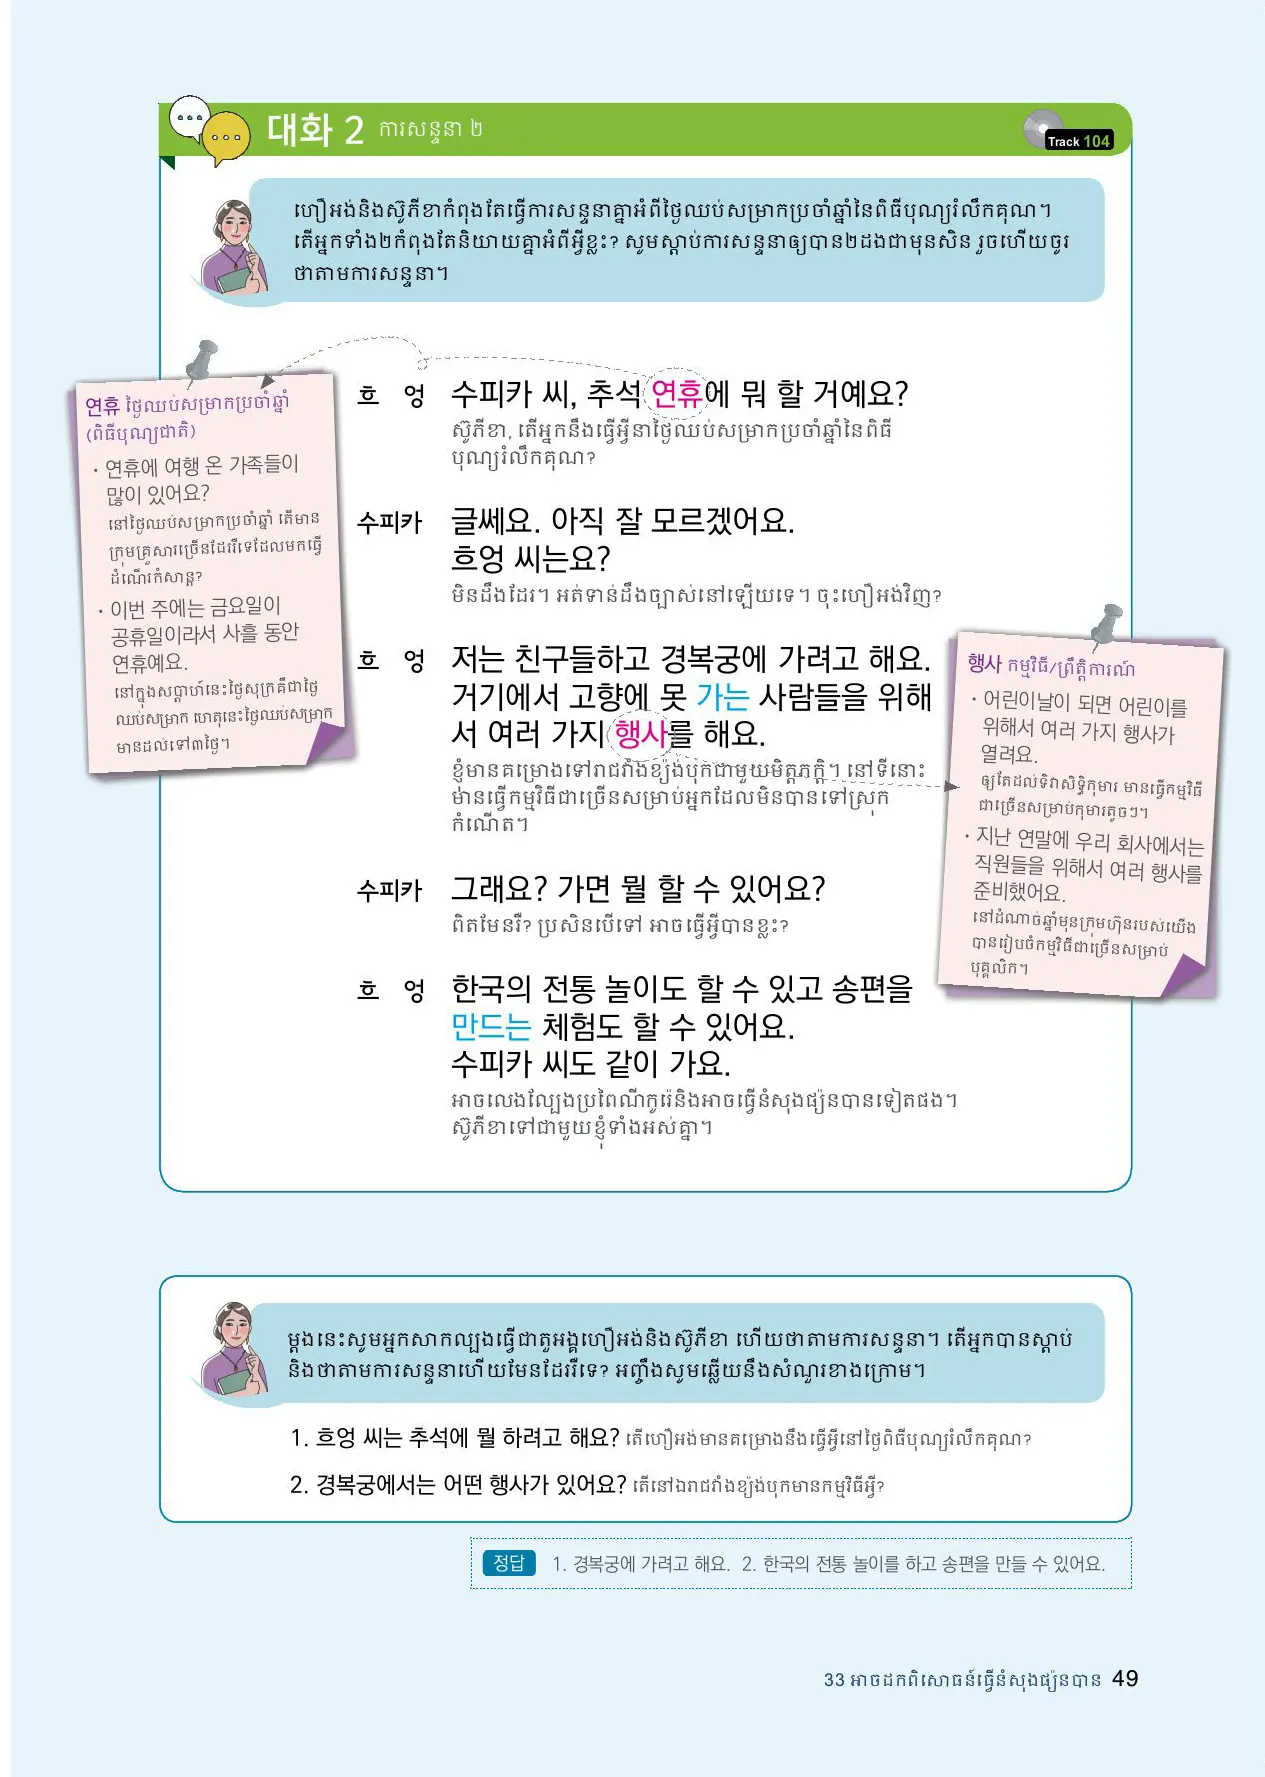 대화 2 ការសន្ទនា ២
Track 104
ហឿអង់និងស៊ូភីខាកំពុងតែធ្វើការសន្ទនាគ្នាអំពីថ្ងៃឈប់សម្រាកប្រចាំឆ្នាំនៃពិធីបុណ្យរំលឹកគុណ។
តើអ្នកទាំង២កំពុងតែនិយាយគ្នាអំពីអ្វីខ្លះ? សូមស្តាប់ការសន្ទនាឲ្យបាន២ដងជាមុនសិន រួចហើយចូរ
ថាតាមការសន្ទនា។
흐 엉 수피카 씨, 추석 연휴에 뭐 할 거예요?
ស៊ូភីខា, តើអ្នកនឹងធ្វើអ្វីនាថ្ងៃឈប់សម្រាកប្រចាំឆ្នាំនៃពិធី
បុណ្យរំលឹកគុណ?
수피카 글쎄요. 아직 잘 모르겠어요.
흐엉 씨는요?
មិនដឹងដែរ។ អត់ទាន់ដឹងច្បាស់នៅឡើយទេ។ ចុះហឿអង់វិញ?
흐 엉 저는 친구들하고 경복궁에 가려고 해요.
거기에서 고향에 못 가는 사람들을 위해
서 여러 가지 행사를 해요.
ខ្ញុំមានគម្រោងទៅរាជវាំងខ្យ៉ង់បុកជាមួយមិត្តភក្តិ។ នៅទីនោះ
មានធ្វើកម្មវិធីជាច្រើនសម្រាប់អ្នកដែលមិនបានទៅស្រុក
កំណើត។
수피카 그래요? 가면 뭘 할 수 있어요?
ពិតមែនរឺ? ប្រសិនបើទៅ អាចធ្វើអ្វីបានខ្លះ?
흐 엉 한국의 전통 놀이도 할 수 있고 송편을
만드는 체험도 할 수 있어요.
수피카 씨도 같이 가요.
អាចលេងល្បែងប្រពៃណីកូរ៉េនិងអាចធ្វើនំសុងផ្យ៉នបានទៀតផង។
ស៊ូភីខាទៅជាមួយខ្ញុំទាំងអស់គ្នា។
연휴 ថ្ងៃឈប់សម្រាកប្រចាំឆ្នាំ
(ពិធីបុណ្យជាតិ)
· 연휴에 여행 온 가족들이
많이 있어요?
នៅថ្ងៃឈប់សម្រាកប្រចាំឆ្នាំ តើមាន
ក្រុមគ្រួសារច្រើនដែររឺទេដែលមកធ្វើ
ដំណើរកំសាន្ត?
· 이번 주에는 금요일이
공휴일이라서 사흘 동안
연휴예요.
នៅក្នុងសប្តាហ៍នេះថ្ងៃសុក្រគឺជាថ្ងៃ
ឈប់សម្រាក ហេតុនេះថ្ងៃឈប់សម្រាក
មានដល់ទៅ៣ថ្ងៃ។
행사 កម្មវិធី/ព្រឹត្តិការណ៍
· 어린이날이 되면 어린이를
위해서 여러 가지 행사가
열려요.
ឲ្យតែដល់ទិវាសិទ្ធិកុមារ មានធ្វើកម្មវិធី
ជាច្រើនសម្រាប់កុមារតូចៗ។
· 지난 연말에 우리 회사에서는
직원들을 위해서 여러 행사를
준비했어요.
នៅដំណាច់ឆ្នាំមុនក្រុមហ៊ុនរបស់យើង
បានរៀបចំកម្មវិធីជាច្រើនសម្រាប់
បុគ្គលិក។
ម្តងនេះសូមអ្នកសាកល្បងធ្វើជាតួអង្គហឿអង់និងស៊ូភីខា ហើយថាតាមការសន្ទនា។ តើអ្នកបានស្តាប់
និងថាតាមការសន្ទនាហើយមែនដែររឺទេ? អញ្ចឹងសូមឆ្លើយនឹងសំណួរខាងក្រោម។
1. 흐엉 씨는 추석에 뭘 하려고 해요? តើហឿអង់មានគម្រោងនឹងធ្វើអ្វីនៅថ្ងៃពិធីបុណ្យរំលឹកគុណ?
2. 경복궁에서는 어떤 행사가 있어요? តើនៅឯរាជវាំងខ្យ៉ង់បុកមានកម្មវិធីអ្វី?
정답 1. 경복궁에 가려고 해요. 2. 한국의 전통 놀이를 하고 송편을 만들 수 있어요.
33 អាចដកពិសោធន៍ធ្វើនំសុងផ្យ៉នបាន 49